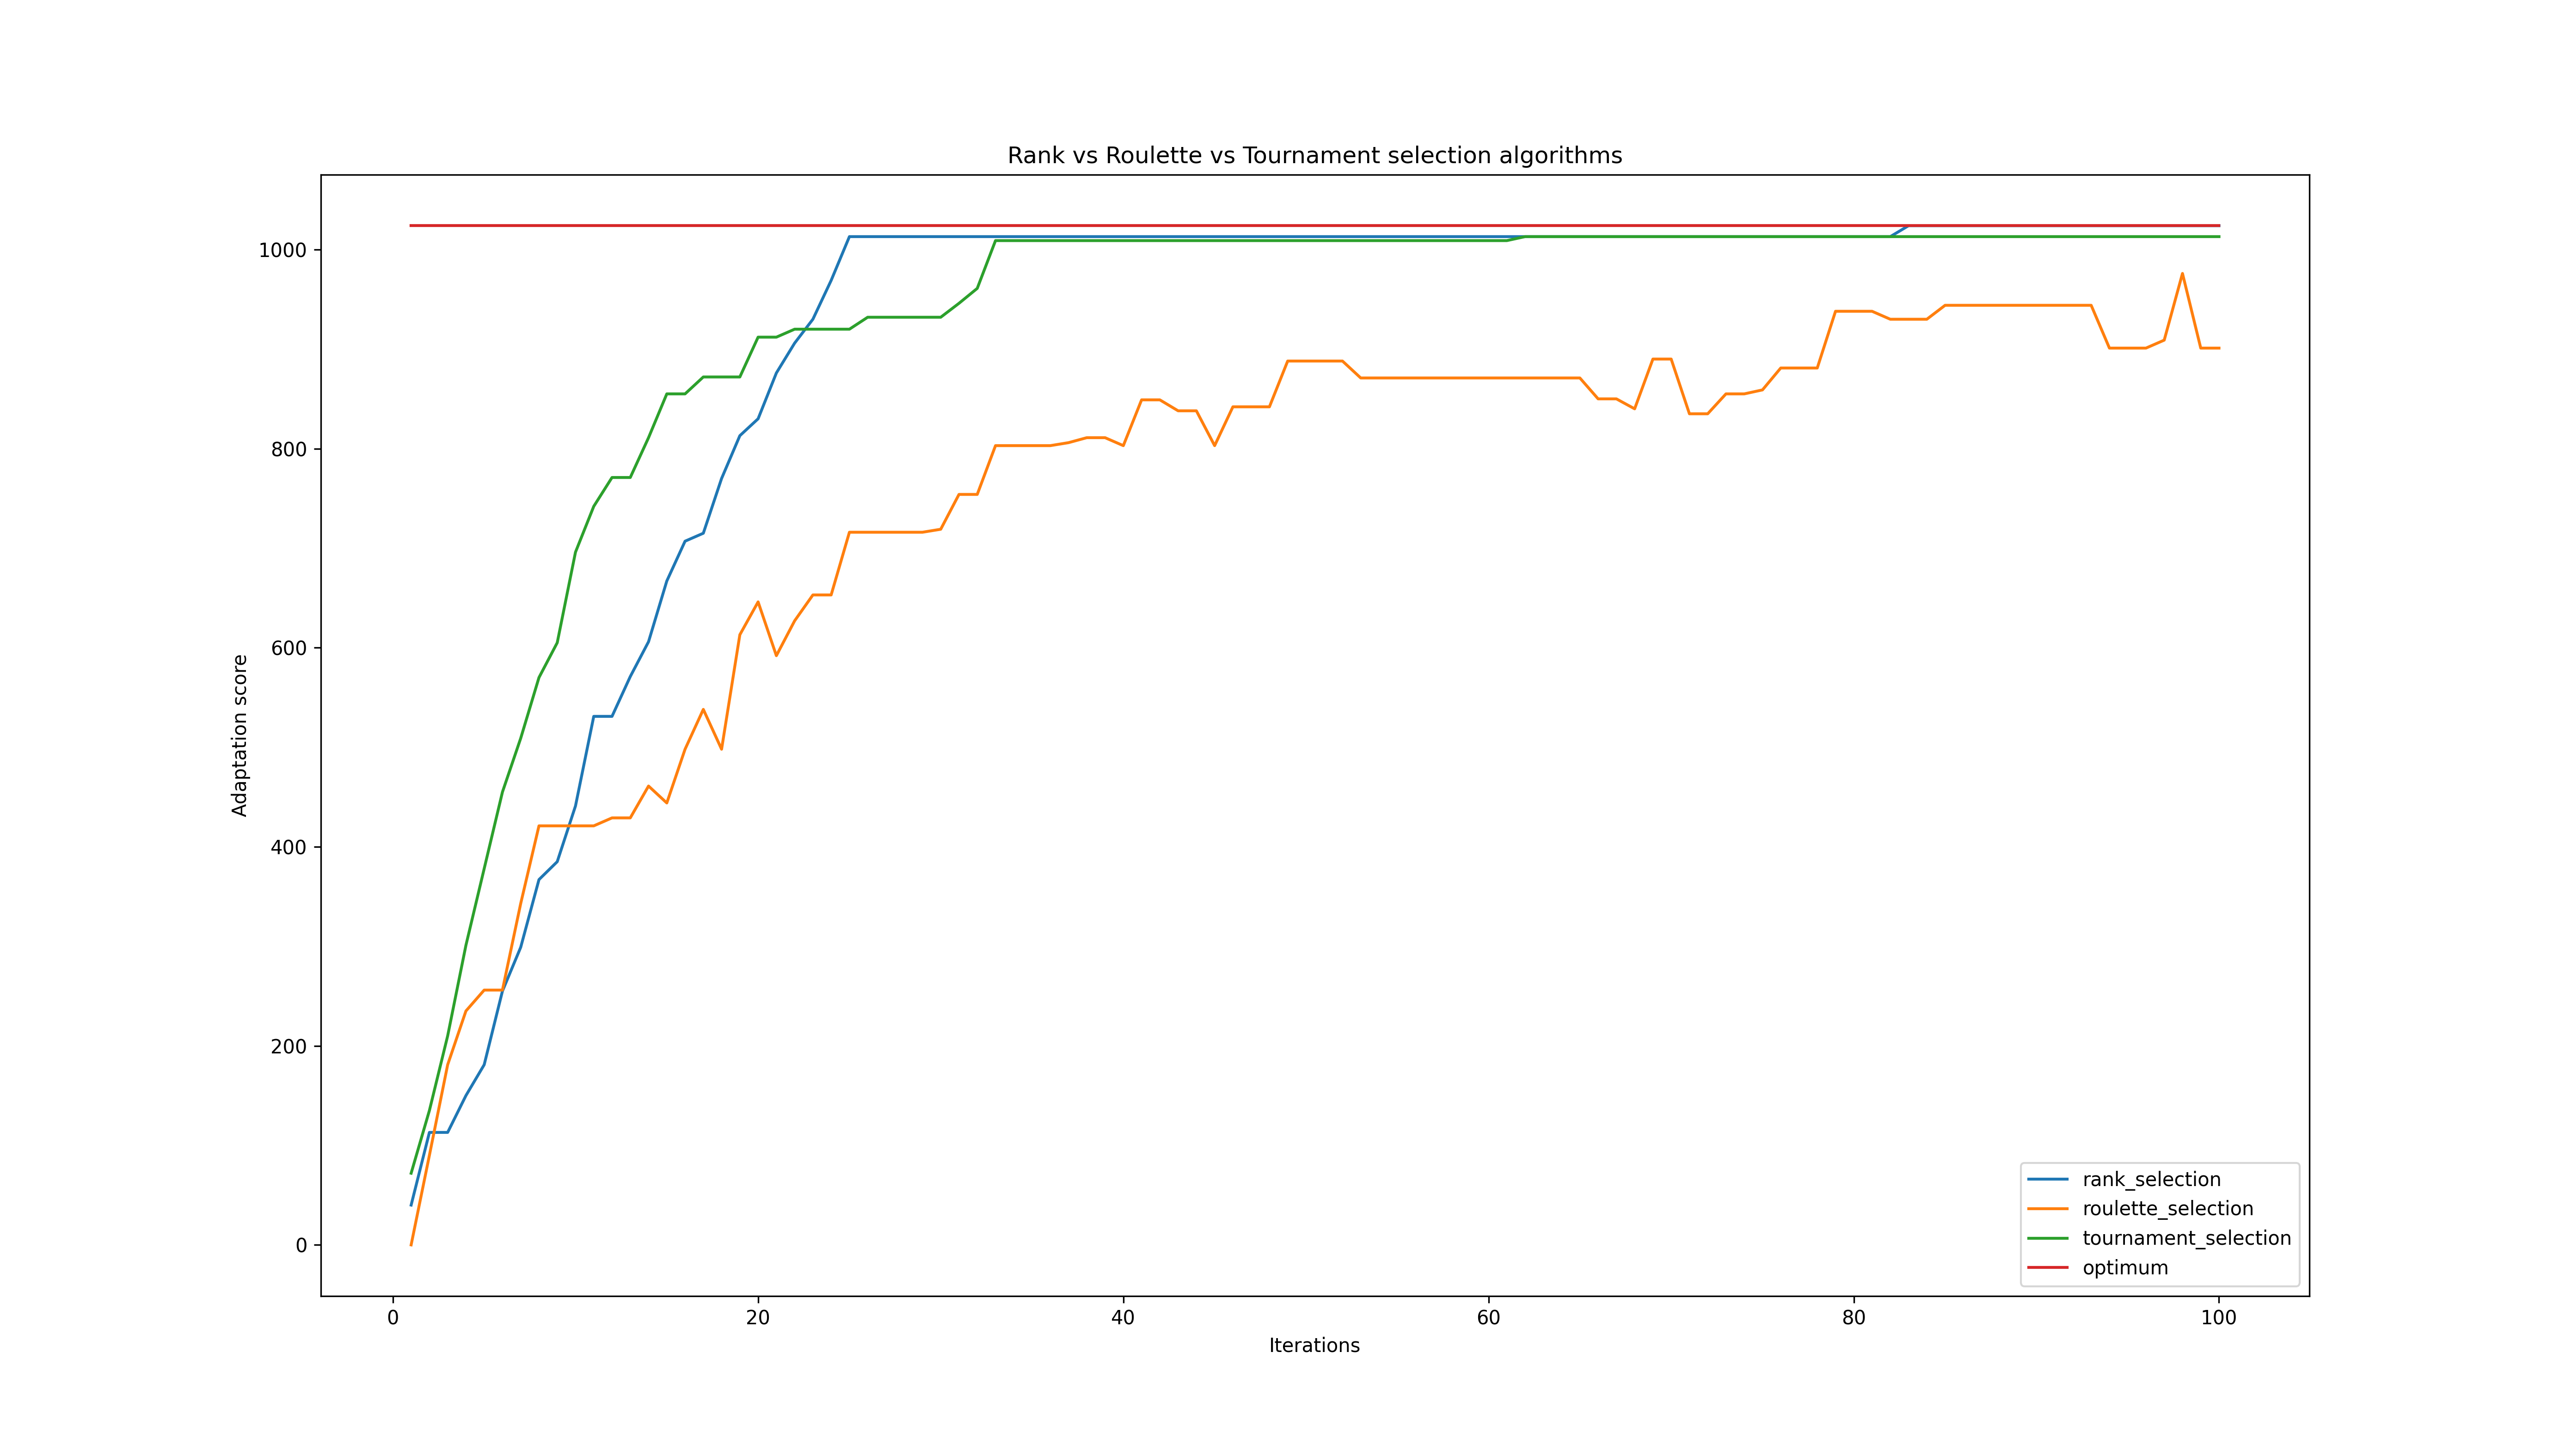 Rank vs Roulette vs Tournament selection algorithms
1000
800
600
400
200
0
Adaptation score
0 20 40 60 80 100
Iterations
rank_selection
roulette_selection
tournament_selection
optimum